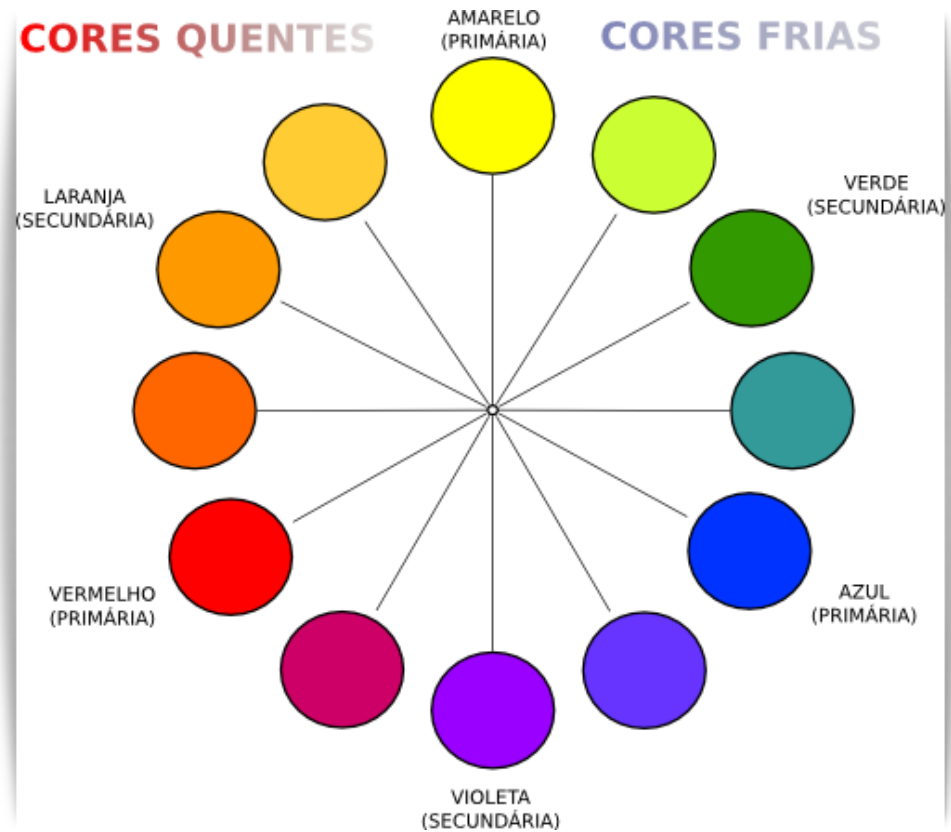 CORES QUENTES
AMARELO
(PRIMÁRIA)
CORES FRIAS
LARANJA
(SECUNDÁRIA)
VERDE
(SECUNDÁRIA)
VERMELHO
(PRIMÁRIA)
AZUL
(PRIMÁRIA)
VIOLETA
(SECUNDÁRIA)